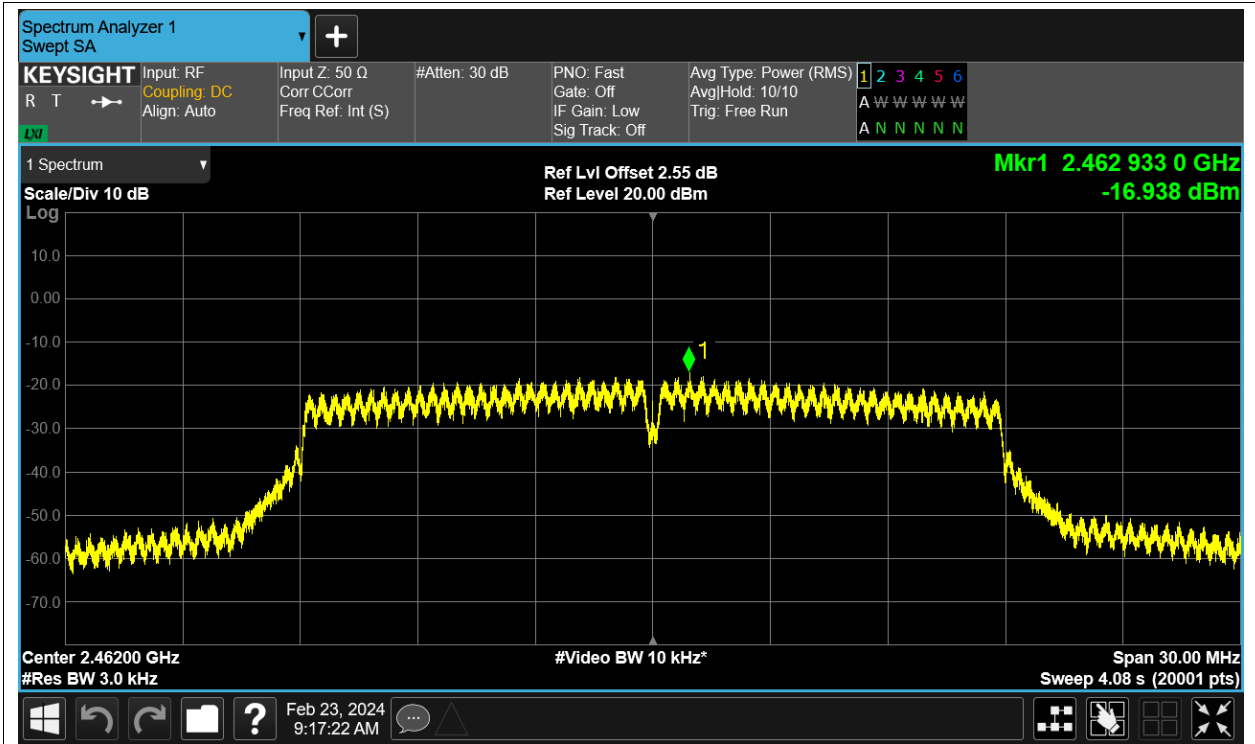 Spectrum Analyzer 1
Swept SA
KEYSIGHT
R T
LXI
Input: RF
Coupling: DC
Align: Auto
Input Z: 50 Ω
Corr CCorr
Freq Ref: Int (S)
#Atten: 30 dB
PNO: Fast
Gate: Off
IF Gain: Low
Sig Track: Off
Avg Type: Power (RMS)
Avg|Hold: 10/10
Trig: Free Run
1 2 3 4 5 6
A W W W W W
A N N N N N
1 Spectrum
Scale/Div 10 dB
Log
Ref Lvl Offset 2.55 dB
Ref Level 20.00 dBm
Mkr1 2.462 933 0 GHz
-16.938 dBm
10.0
0.00
-10.0
1
-20.0
-30.0
-40.0
-50.0
-60.0
-70.0
Center 2.46200 GHz
#Res BW 3.0 kHz
#Video BW 10 kHz*
Span 30.00 MHz
Sweep 4.08 s (20001 pts)
?
Feb 23, 2024
9:17:22 AM